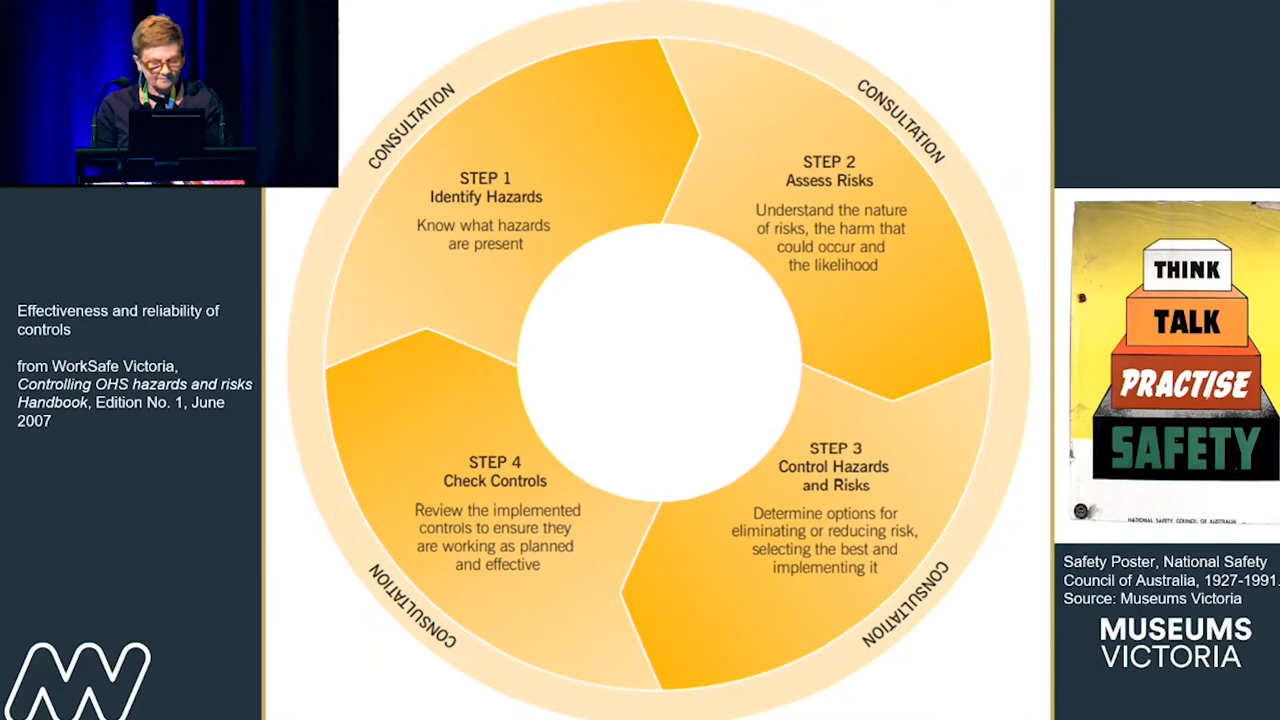 Effectiveness and reliability of
controls
from WorkSafe Victoria,
Controlling OHS hazards and risks
Handbook, Edition No. 1, June
2007
CONSULTATION
CONSULTATION
STEP 1
Identify Hazards
Know what hazards
are present
STEP 2
Assess Risks
Understand the nature
of risks, the harm that
could occur and
the likelihood
STEP 3
Control Hazards
and Risks
Determine options for
eliminating or reducing risk,
selecting the best and
implementing it
STEP 4
Check Controls
Review the implemented
controls to ensure they
are working as planned
and effective
CONSULTATION
CONSULTATION
THINK
TALK
PRACTISE
SAFETY
NATIONAL SAFETY COUNCIL OF AUSTRALIA
Safety Poster, National Safety
Council of Australia, 1927-1991.
Source: Museums Victoria
MUSEUMS
VICTORIA